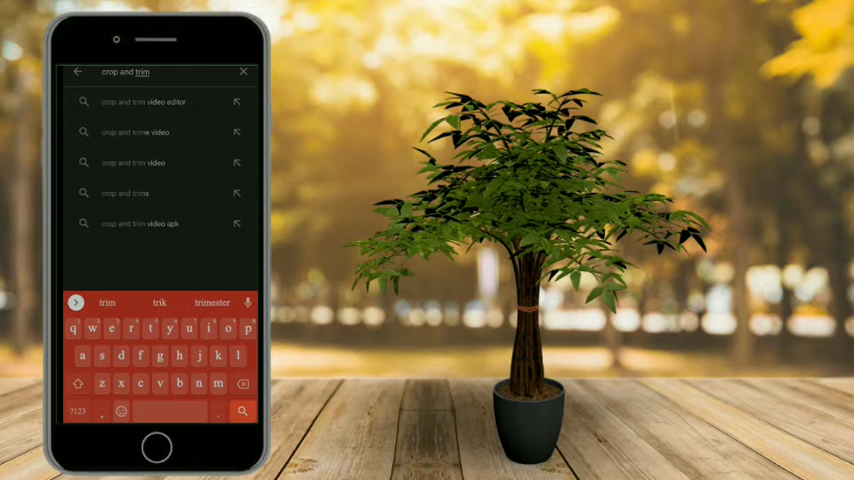 crop and trim
crop and trim video editor
crop and trime video
crop and trim video
crop and trims
crop and trim video apk
trim trik trimester
q w e r t y u i o p
a s d f g h j k l
z x c v b n m
?123 , .